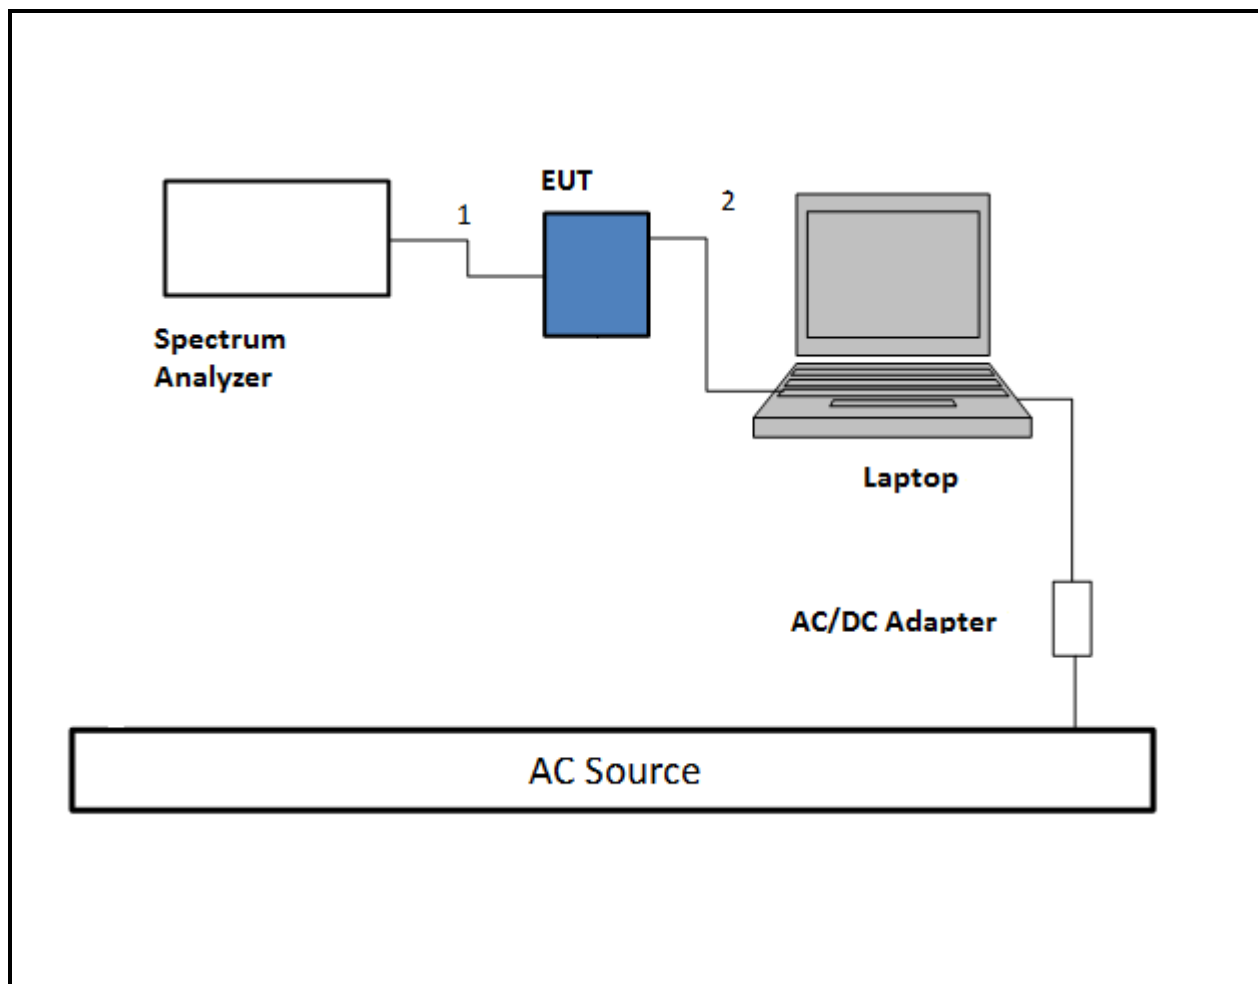 EUT
1
2
Spectrum
Analyzer
Laptop
AC/DC Adapter
AC Source